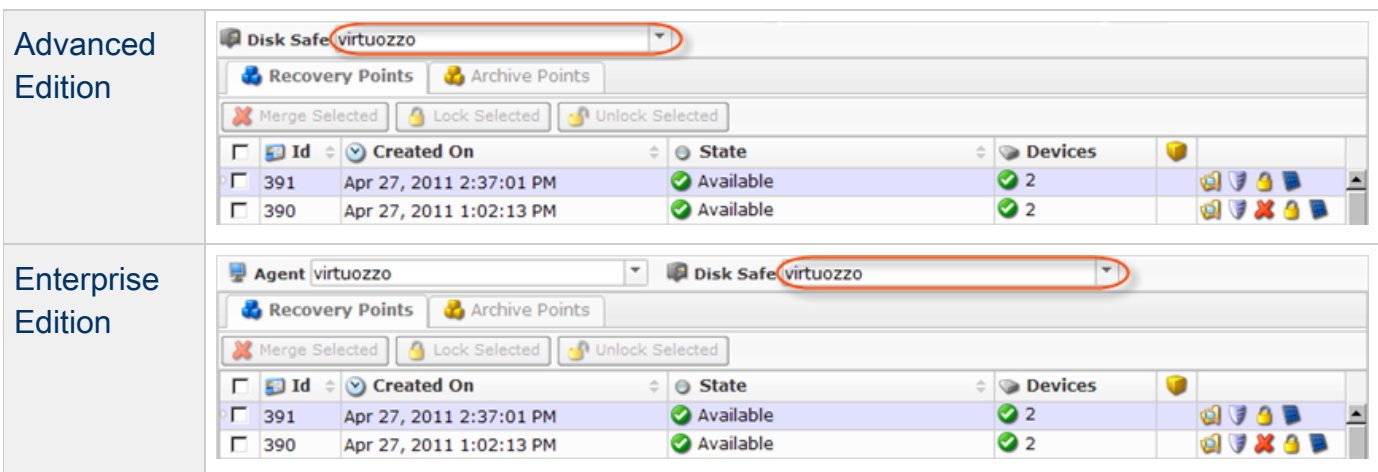 Advanced Edition
Disk Safe virtuozzo
Recovery Points Archive Points
Merge Selected Lock Selected Unlock Selected
Id Created On State Devices
391 Apr 27, 2011 2:37:01 PM Available 2
390 Apr 27, 2011 1:02:13 PM Available 2
Enterprise Edition
Agent virtuozzo Disk Safe virtuozzo
Recovery Points Archive Points
Merge Selected Lock Selected Unlock Selected
Id Created On State Devices
391 Apr 27, 2011 2:37:01 PM Available 2
390 Apr 27, 2011 1:02:13 PM Available 2